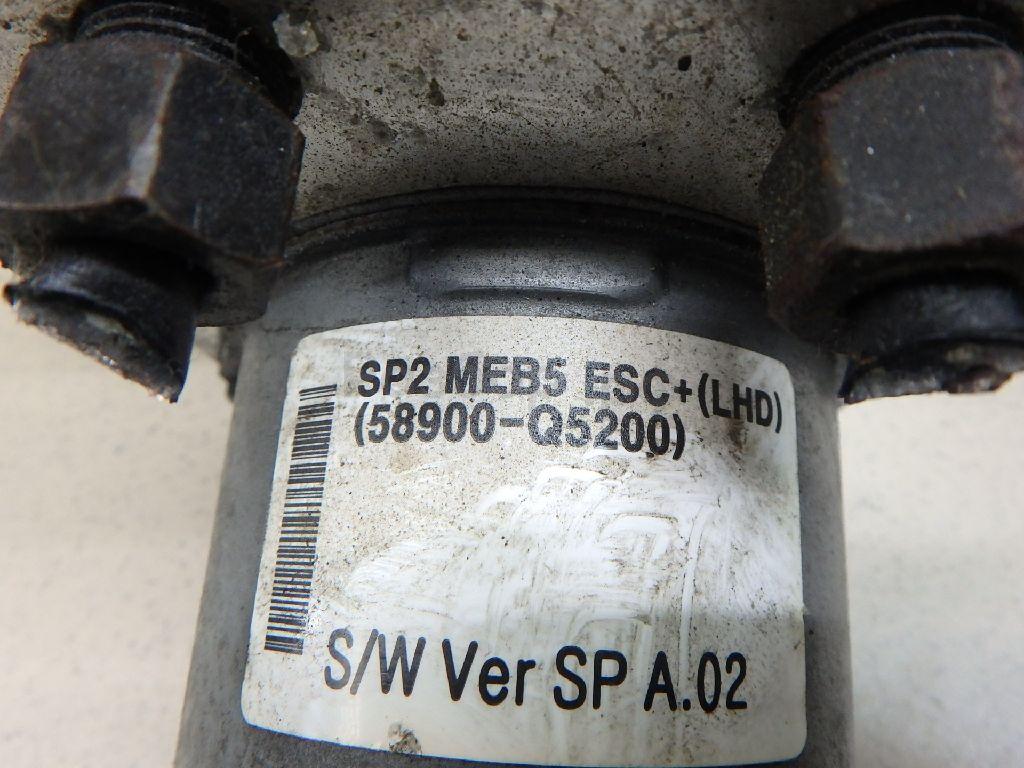 SP2 MEB5 ESC+(LHD)
(58900-Q5200)
S/W Ver SP A.02